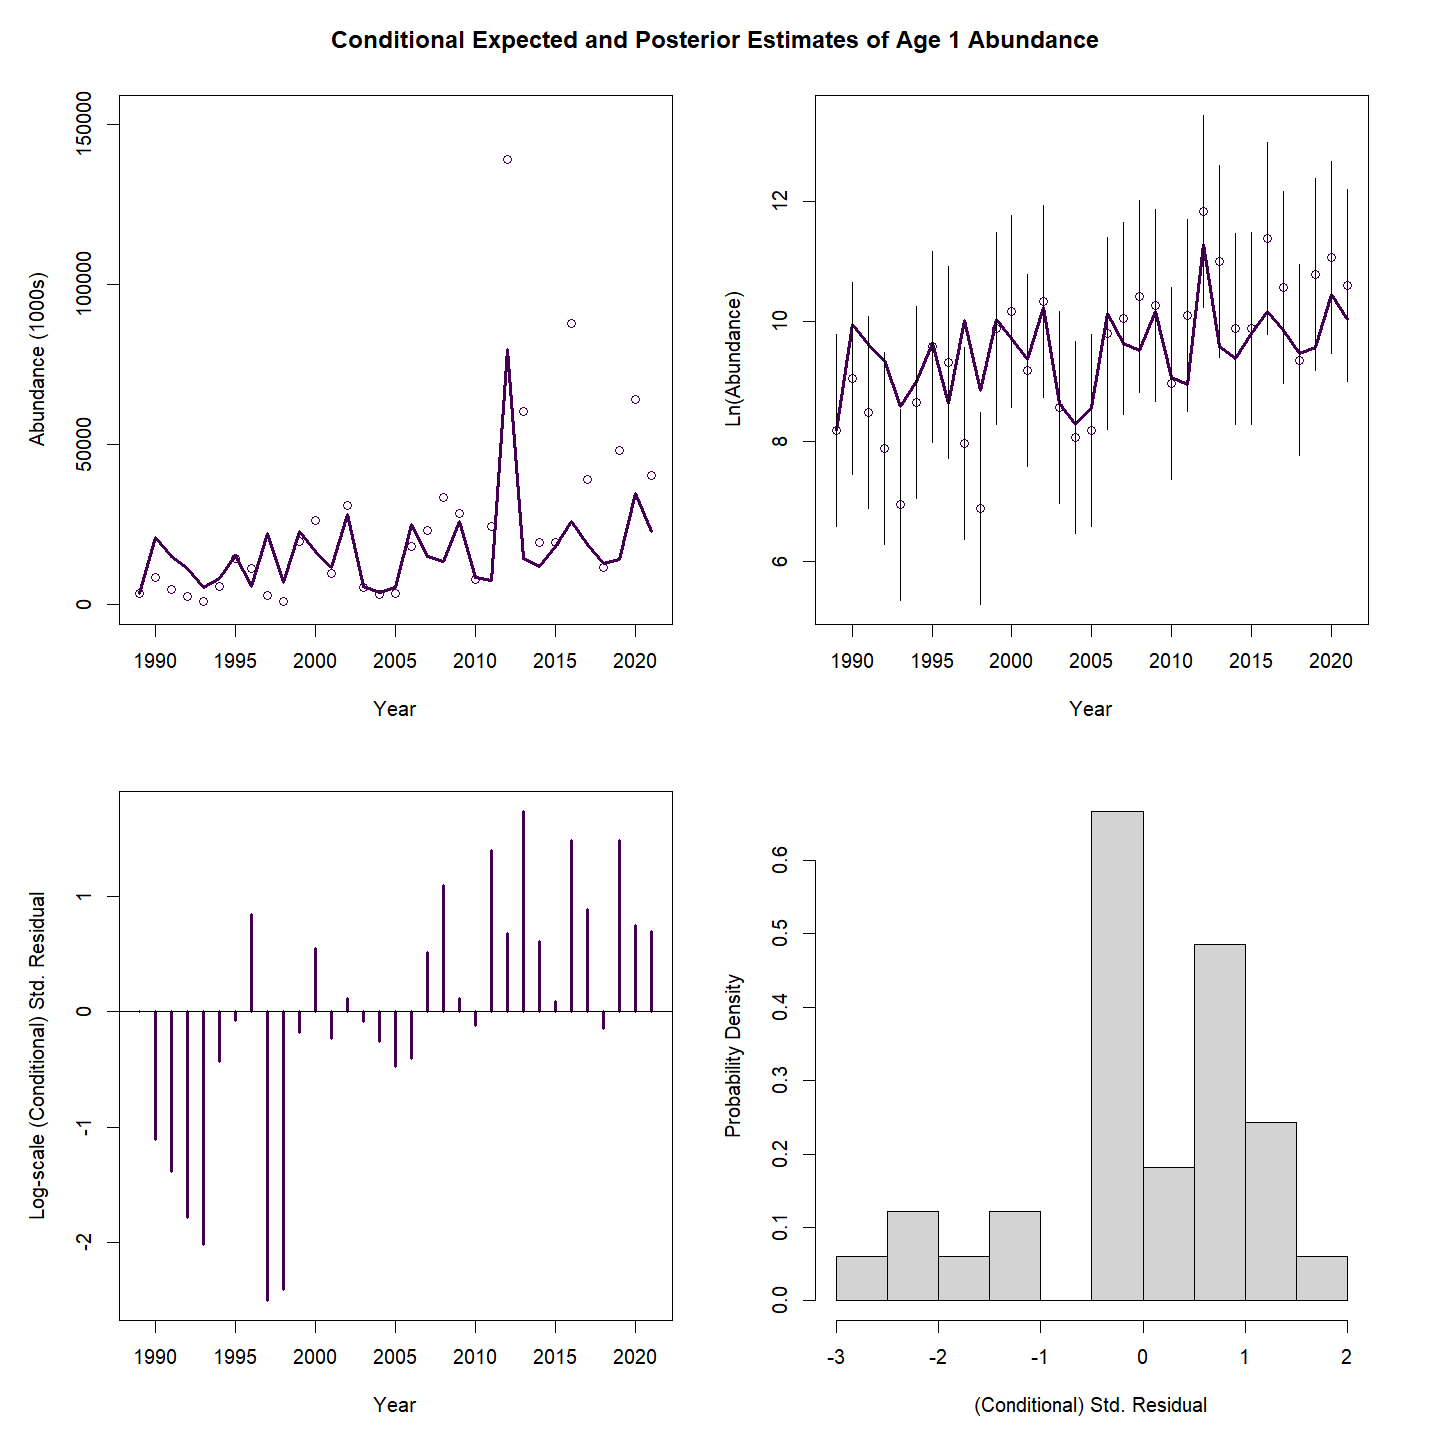 Conditional Expected and Posterior Estimates of Age 1 Abundance
Abundance (1000s)
150000
100000
50000
0
1990 1995 2000 2005 2010 2015 2020
Year
Ln(Abundance)
12
10
8
6
1990 1995 2000 2005 2010 2015 2020
Year
Log-scale (Conditional) Std. Residual
1
0
-1
-2
1990 1995 2000 2005 2010 2015 2020
Year
Probability Density
0.6
0.5
0.4
0.3
0.2
0.1
0.0
-3 -2 -1 0 1 2
(Conditional) Std. Residual